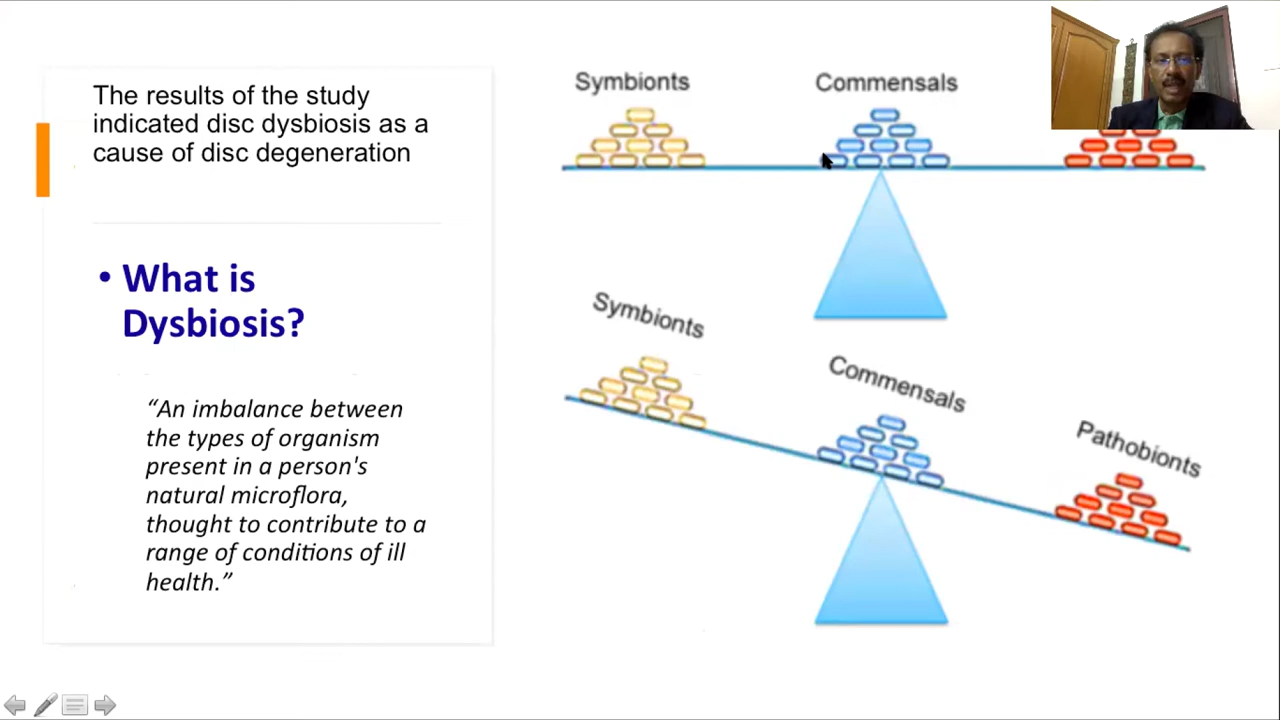 The results of the study
indicated disc dysbiosis as a
cause of disc degeneration
• What is
Dysbiosis?
“An imbalance between
the types of organism
present in a person's
natural microflora,
thought to contribute to a
range of conditions of ill
health.”
Symbionts
Commensals
Symbionts
Commensals
Pathobionts